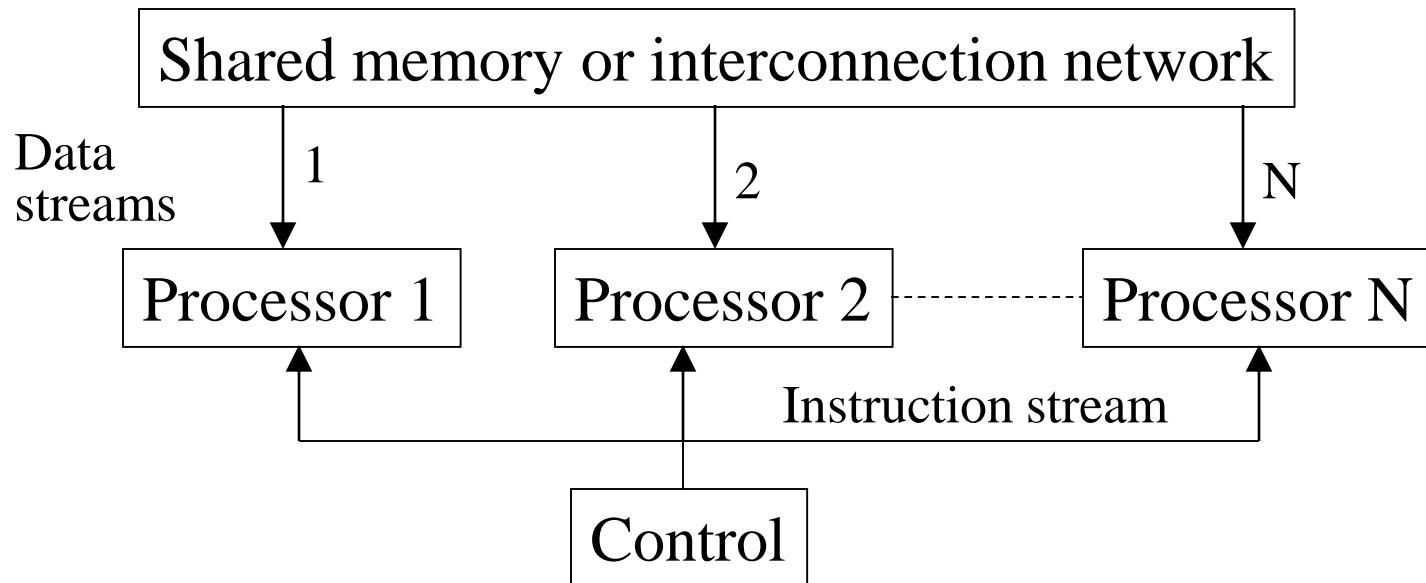 Shared memory or interconnection network
Data
streams
1
2
N
Processor 1
Processor 2
Processor N
Instruction stream
Control